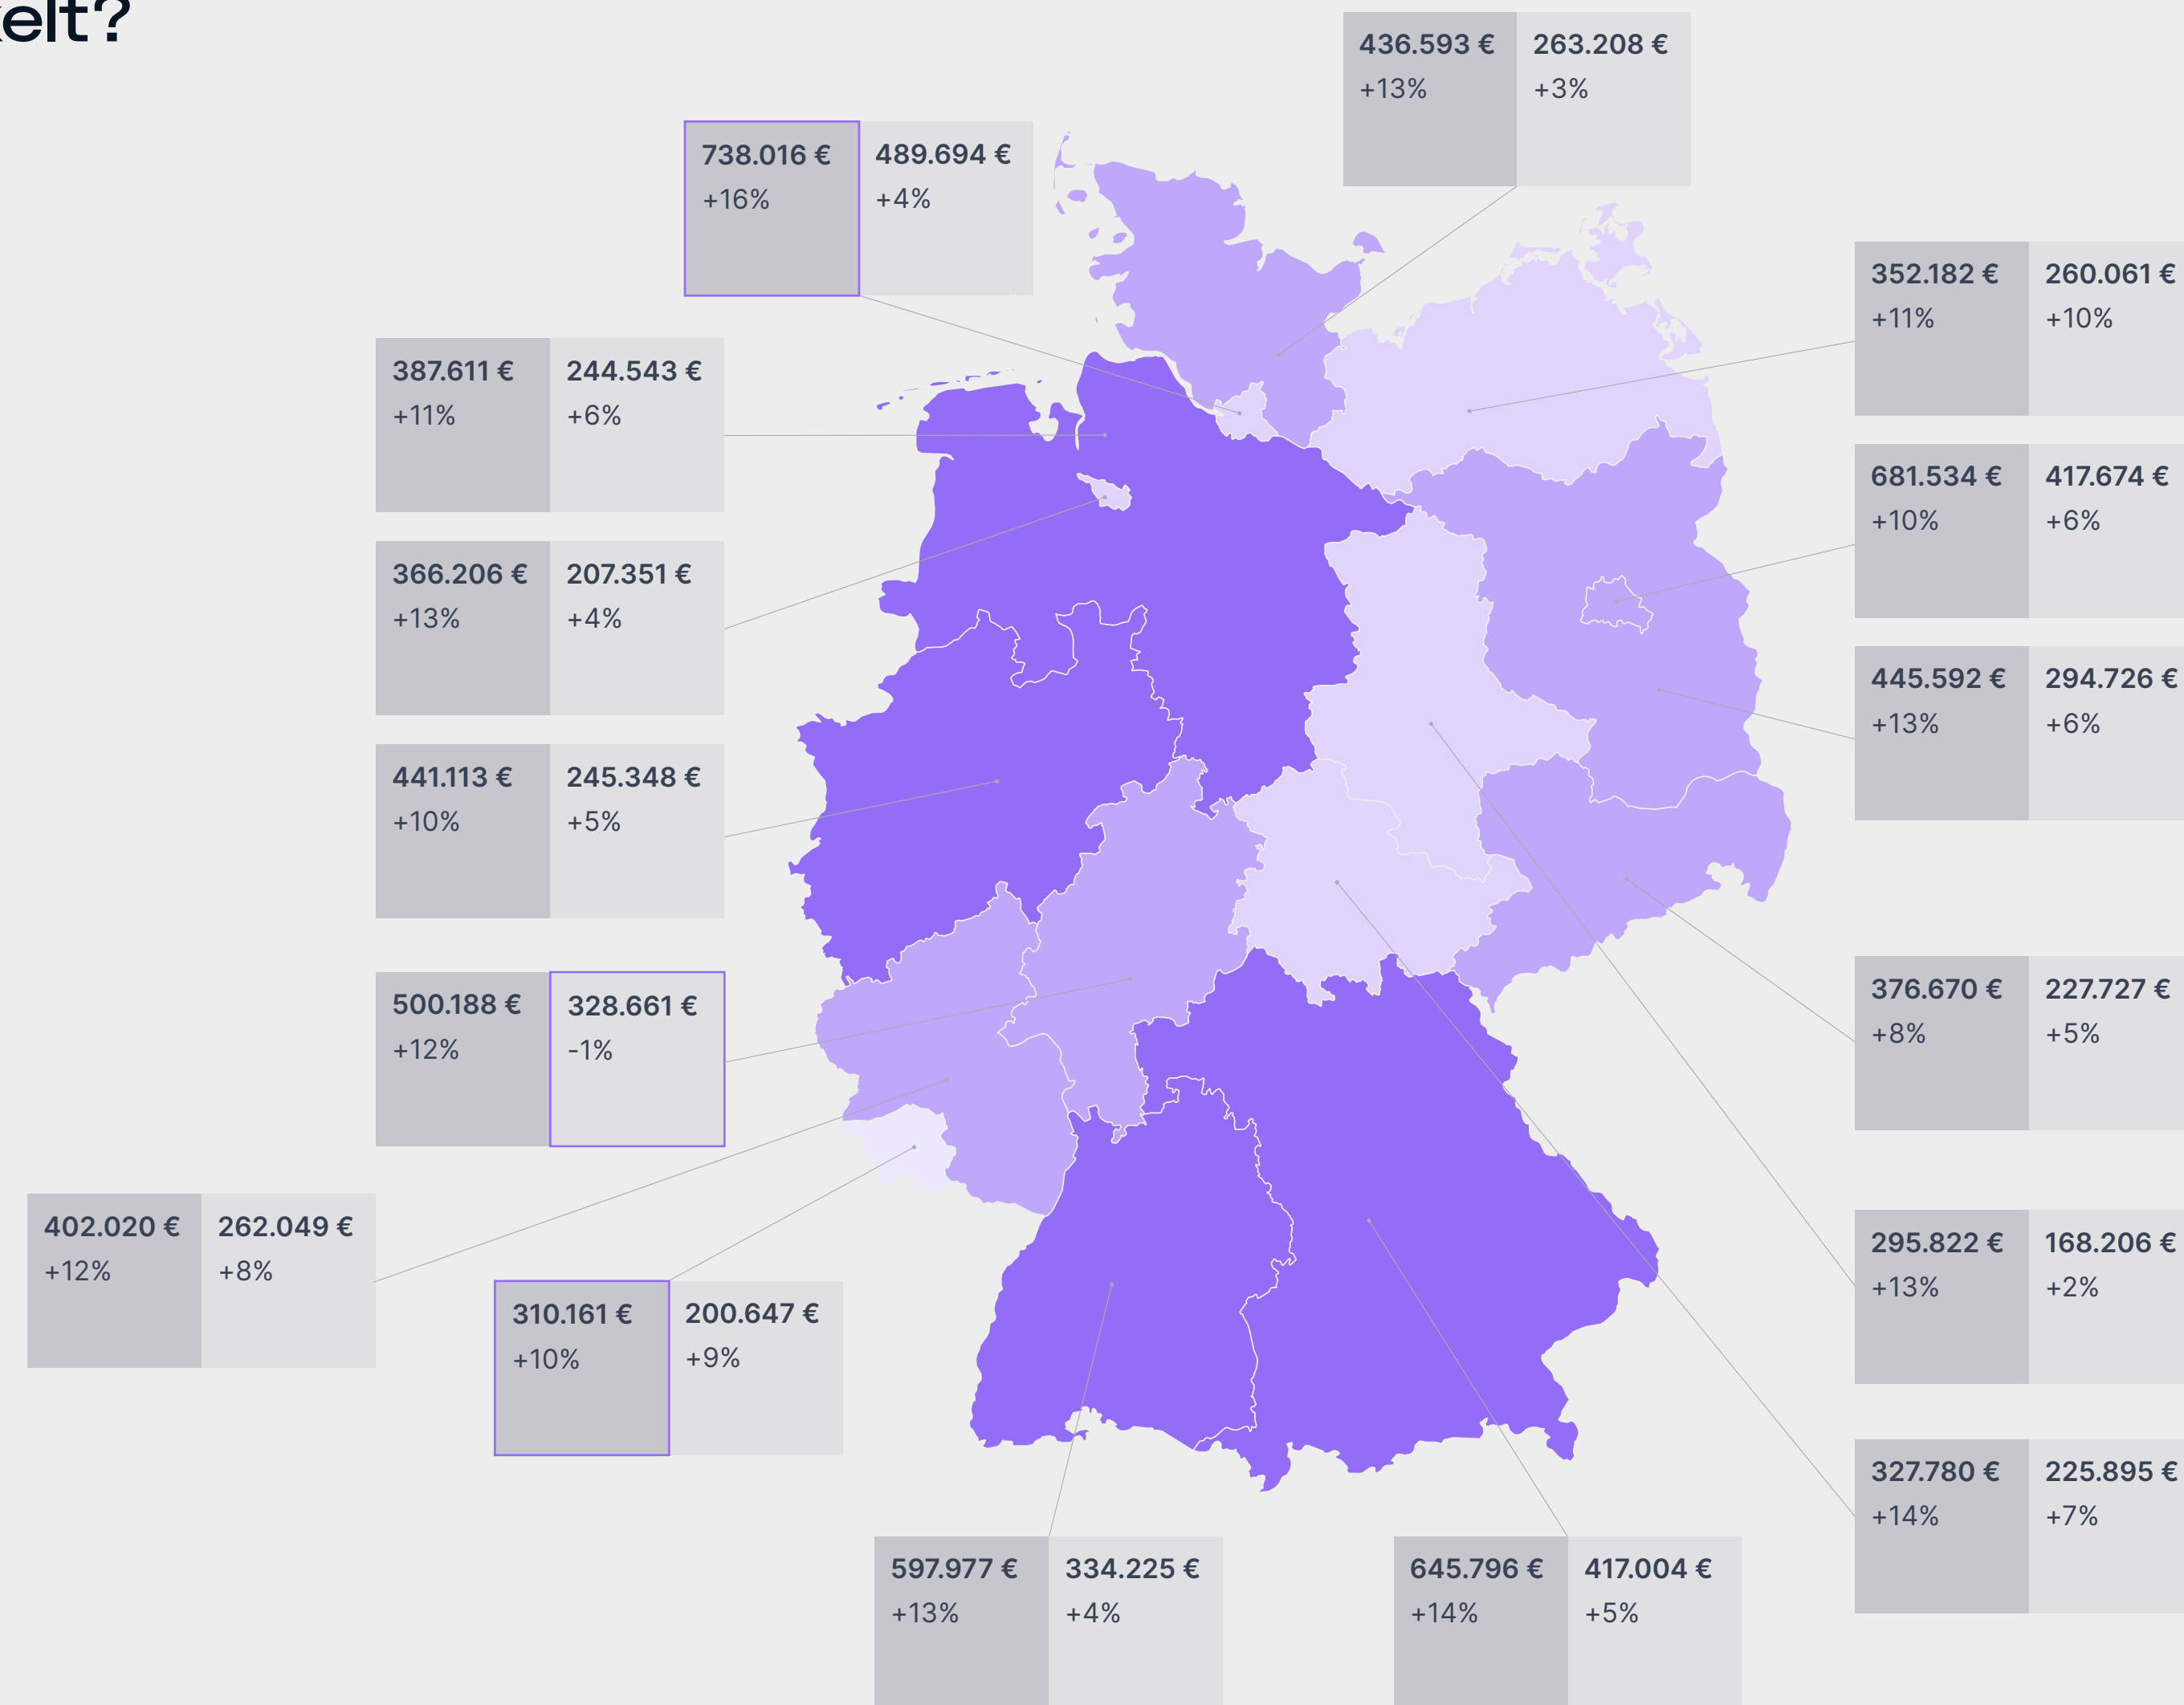 elt?
436.593 € 263.208 €
+13% +3%
738.016 € 489.694 €
+16% +4%
352.182 € 260.061 €
+11% +10%
387.611 € 244.543 €
+11% +6%
681.534 € 417.674 €
+10% +6%
366.206 € 207.351 €
+13% +4%
445.592 € 294.726 €
+13% +6%
441.113 € 245.348 €
+10% +5%
376.670 € 227.727 €
+8% +5%
500.188 € 328.661 €
+12% -1%
402.020 € 262.049 €
+12% +8%
295.822 € 168.206 €
+13% +2%
310.161 € 200.647 €
+10% +9%
327.780 € 225.895 €
+14% +7%
597.977 € 334.225 €
+13% +4%
645.796 € 417.004 €
+14% +5%